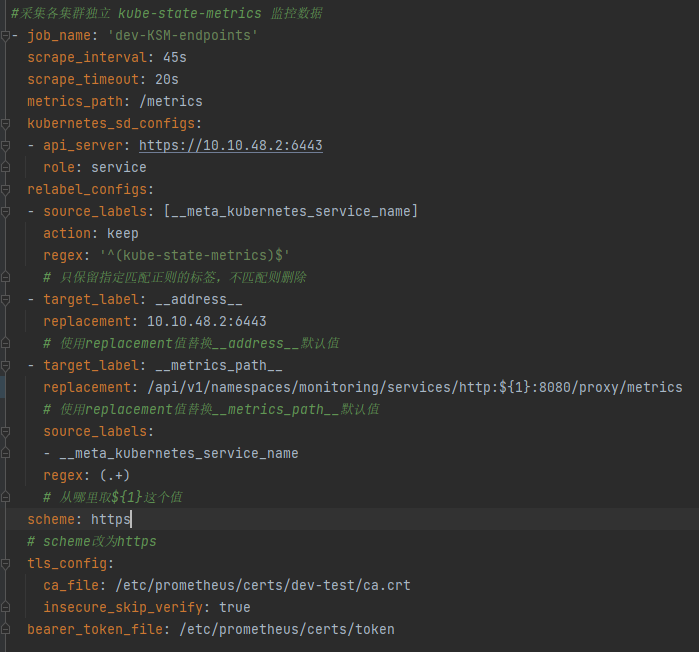 #采集各集群独立 kube-state-metrics 监控数据
- job_name: 'dev-KSM-endpoints'
  scrape_interval: 45s
  scrape_timeout: 20s
  metrics_path: /metrics
  kubernetes_sd_configs:
  - api_server: https://10.10.48.2:6443
    role: service
  relabel_configs:
  - source_labels: [__meta_kubernetes_service_name]
    action: keep
    regex: '^(kube-state-metrics)$'
    # 只保留指定匹配正则的标签，不匹配则删除
  - target_label: __address__
    replacement: 10.10.48.2:6443
    # 使用replacement值替换__address__默认值
  - target_label: __metrics_path__
    replacement: /api/v1/namespaces/monitoring/services/http:${1}:8080/proxy/metrics
    # 使用replacement值替换__metrics_path__默认值
    source_labels:
    - __meta_kubernetes_service_name
    regex: (.+)
    # 从哪里取${1}这个值
  scheme: https
  # scheme改为https
  tls_config:
    ca_file: /etc/prometheus/certs/dev-test/ca.crt
    insecure_skip_verify: true
  bearer_token_file: /etc/prometheus/certs/token